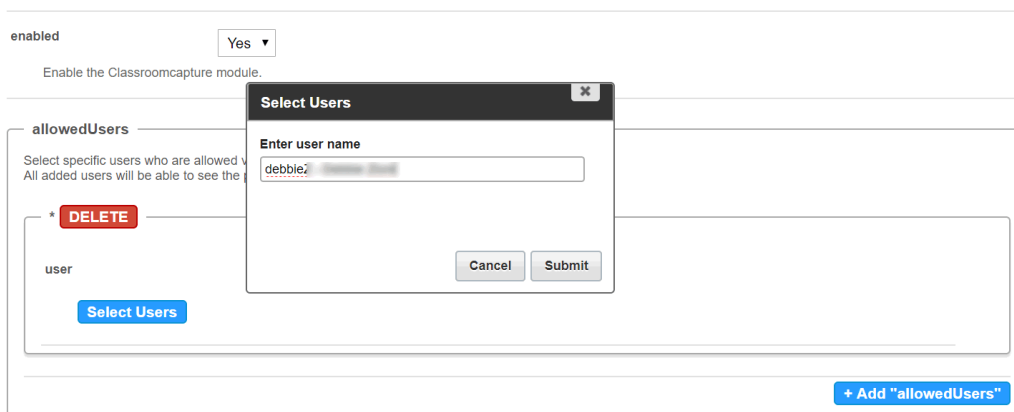 enabled
Yes ▼
Enable the Classroomcapture module.
Select Users
Enter user name
allowedUsers
Select specific users who are allowed v
All added users will be able to see the
* DELETE
Cancel
Submit
user
Select Users
+ Add "allowedUsers"